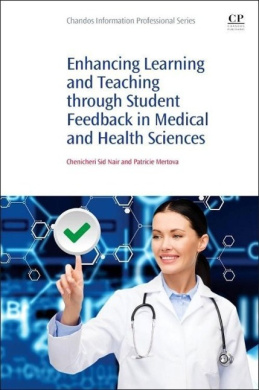 Chandos Information Professional Series
CP
Enhancing Learning
and Teaching
through Student
Feedback in Medical
and Health Sciences
Chenicheri Sid Nair and Patricie Mertova